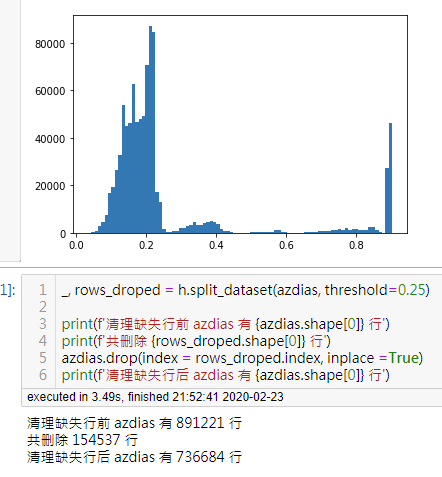 80000
60000
40000
20000
0
0.0 0.2 0.4 0.6 0.8
1]:
1 _, rows_droped = h.split_dataset(azdias, threshold=0.25)
2
3 print(f'清理缺失行前 azdias 有 {azdias.shape[0]} 行')
4 print(f'共删除 {rows_droped.shape[0]} 行')
5 azdias.drop(index = rows_droped.index, inplace =True)
6 print(f'清理缺失行后 azdias 有 {azdias.shape[0]} 行')
executed in 3.49s, finished 21:52:41 2020-02-23
清理缺失行前 azdias 有 891221 行
共删除 154537 行
清理缺失行后 azdias 有 736684 行